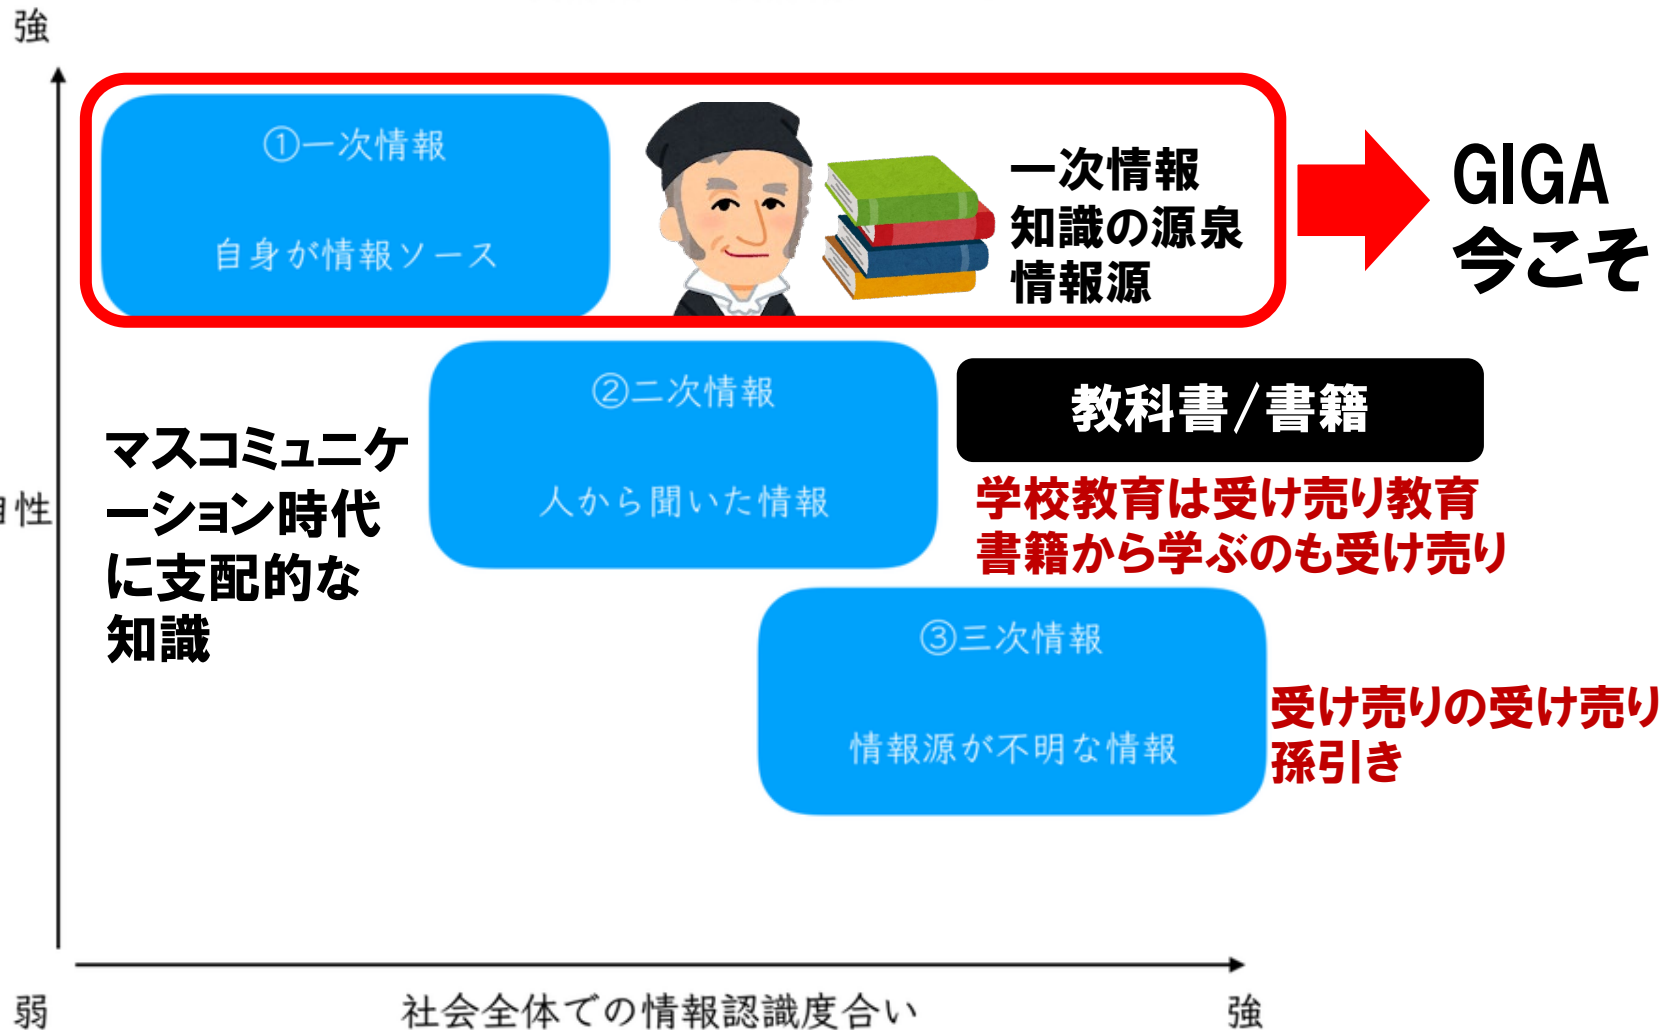 強
①一次情報
自身が情報ソース
一次情報
知識の源泉
情報源
GIGA
今こそ
②二次情報
人から聞いた情報
教科書/書籍
学校教育は受け売り教育
書籍から学ぶのも受け売り
マスコミュニケ
ーション時代
に支配的な
知識
性
③三次情報
情報源が不明な情報
受け売りの受け売り
孫引き
弱
社会全体での情報認識度合い
強